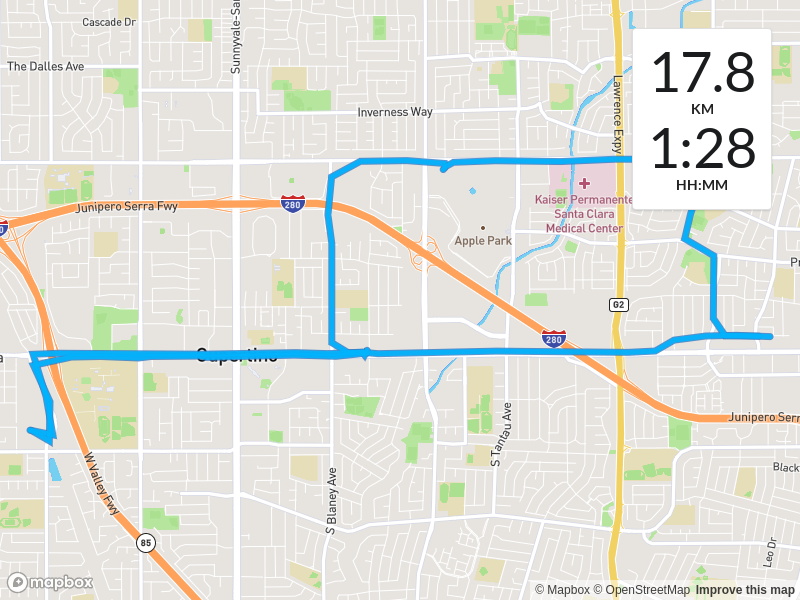 Cascade Dr
Sunnyvale-Sar
The Dalles Ave
Inverness Way
Lawrence Expy
17.8
KM
1:28
HH:MM
Junipero Serra Fwy
280
Kaiser Permanente
Santa Clara
Medical Center
Apple Park
Pr
G2
280
Cupertino
a
Junipero Serra
S Tantau Ave
W Valley Fwy
S Blaney Ave
Black
85
Leo Dr
mapbox
© Mapbox © OpenStreetMap Improve this map